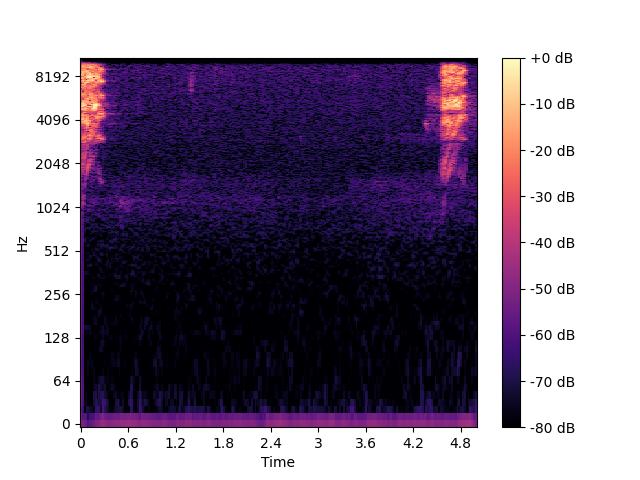 8192
4096
2048
1024
512
256
128
64
0
Hz
0 0.6 1.2 1.8 2.4 3 3.6 4.2 4.8
Time
+0 dB
-10 dB
-20 dB
-30 dB
-40 dB
-50 dB
-60 dB
-70 dB
-80 dB